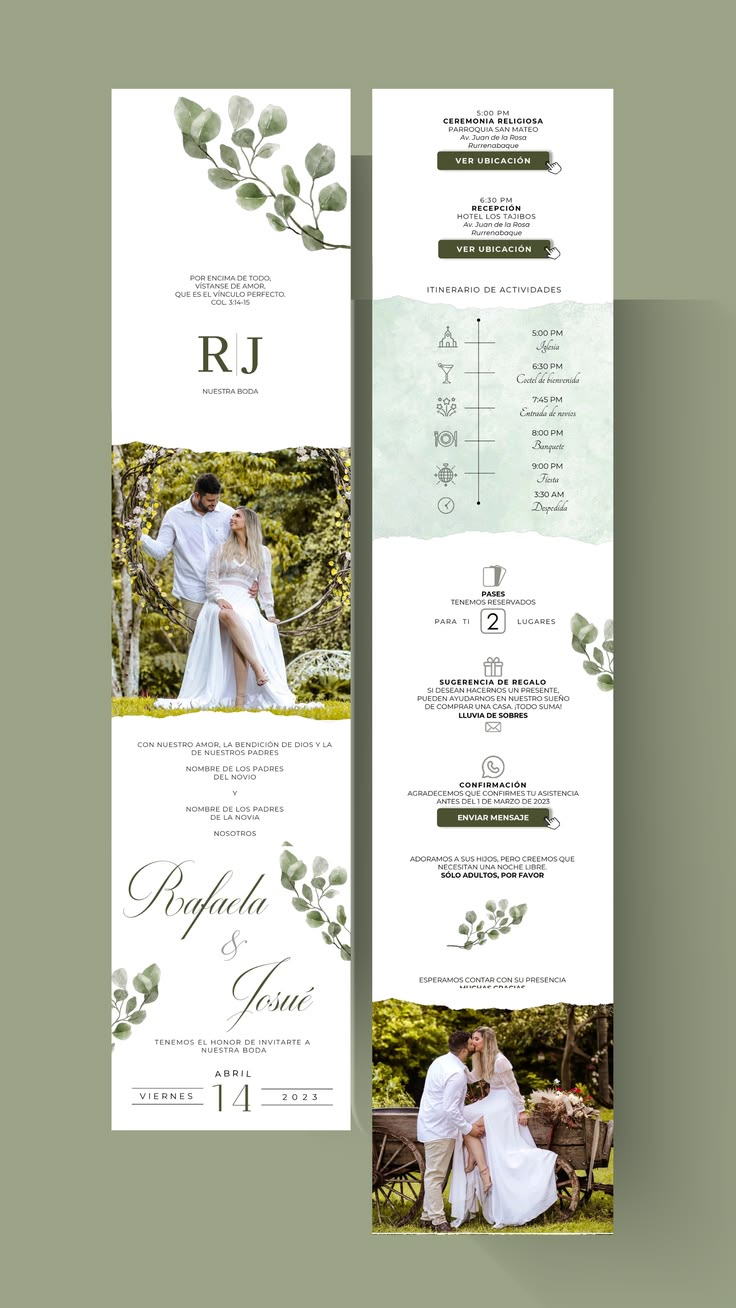 POR ENCIMA DE TODO,
VÍSTANSE DE AMOR,
QUE ES EL VÍNCULO PERFECTO.
COL. 3:14-15
R J
NUESTRA BODA
CON NUESTRO AMOR, LA BENDICIÓN DE DIOS Y LA
DE NUESTROS PADRES
NOMBRE DE LOS PADRES
DEL NOVIO
Y
NOMBRE DE LOS PADRES
DE LA NOVIA
NOSOTROS
Rafaela
&
Josué
TENEMOS EL HONOR DE INVITARTE A
NUESTRA BODA
ABRIL
VIERNES 14 2023
5:00 PM
CEREMONIA RELIGIOSA
PARROQUIA SAN MATEO
Av. Juan de la Rosa
Rurrenabaque
VER UBICACIÓN
6:30 PM
RECEPCIÓN
HOTEL LOS TAJIBOS
Av. Juan de la Rosa
Rurrenabaque
VER UBICACIÓN
ITINERARIO DE ACTIVIDADES
5:00 PM
Iglesia
6:30 PM
Coctel de bienvenida
7:45 PM
Entrada de novios
8:00 PM
Banquete
9:00 PM
Fiesta
3:30 AM
Despedida
PASES
TENEMOS RESERVADOS
PARA TI 2 LUGARES
SUGERENCIA DE REGALO
SI DESEAN HACERNOS UN PRESENTE,
PUEDEN AYUDARNOS EN NUESTRO SUEÑO
DE COMPRAR UNA CASA. ¡TODO SUMA!
LLUVIA DE SOBRES
CONFIRMACIÓN
AGRADECEMOS QUE CONFIRMES TU ASISTENCIA
ANTES DEL 1 DE MARZO DE 2023
ENVIAR MENSAJE
ADORAMOS A SUS HIJOS, PERO CREEMOS QUE
NECESITAN UNA NOCHE LIBRE.
SÓLO ADULTOS, POR FAVOR
ESPERAMOS CONTAR CON SU PRESENCIA
MUCHAS GRACIAS